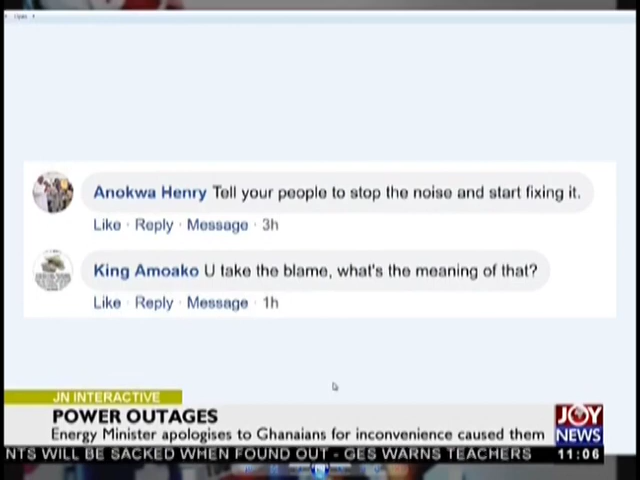 Anokwa Henry Tell your people to stop the noise and start fixing it.
Like · Reply · Message · 3h
King Amoako U take the blame, what's the meaning of that?
Like · Reply · Message · 1h
JN INTERACTIVE
POWER OUTAGES
Energy Minister apologises to Ghanaians for inconvenience caused them
JOY
NEWS
NTS WILL BE SACKED WHEN FOUND OUT - GES WARNS TEACHERS
11:06